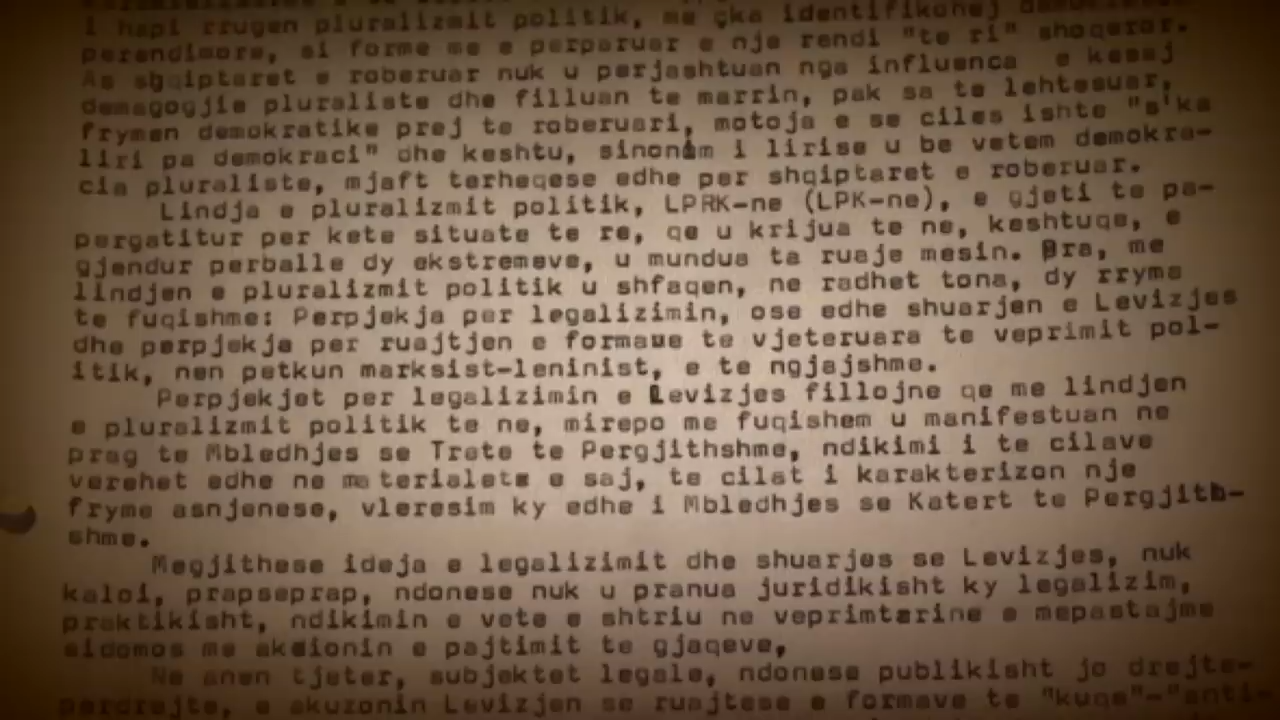 i hapi rrugen pluralizmit politik, me çka identifikohej
perendimore, si forme me e perparuar e nje rendi "te ri" shoqeror.
As shqiptaret e roberuar nuk u perjashtuan nga influenca e kesaj
demagogjie pluraliste dhe filluan te marrin, pak sa te lehtesuar,
frymen demokratike prej te roberuari, motoja e se ciles ishte "s'ka
liri pa demokraci" dhe keshtu, sinonim i lirise u be vetem demokra-
cia pluraliste, mjaft terheqese edhe per shqiptaret e roberuar.
Lindja e pluralizmit politik, LPRK-ne (LPK-ne), e gjeti te pa-
pergatitur per kete situate te re, qe u krijua te ne, keshtuqe, e
gjendur perballe dy ekstremeve, u mundua ta ruaje mesin. Pra, me
lindjen e pluralizmit politik u shfaqen, ne radhet tona, dy rryma
te fuqishme: Perpjekja per legalizimin, ose edhe shuarjen e Levizjes
dhe perpjekja per ruajtjen e formave te vjeteruara te veprimit pol-
itik, nen petkun marksist-leninist, e te ngjajshme.
Perpjekjet per legalizimin e Levizjes fillojne qe me lindjen
e pluralizmit politik te ne, mirepo me fuqishem u manifestuan ne
prag te Mbledhjes se Trete te Pergjithshme, ndikimi i te cilave
verehet edhe ne materialete e saj, te cilat i karakterizon nje
fryme asnjenese, vleresim ky edhe i Mbledhjes se Katert te Pergjith-
shme.
Megjithese ideja e legalizimit dhe shuarjes se Levizjes, nuk
kaloi, prapseprap, ndonese nuk u pranua juridikisht ky legalizim,
praktikisht, ndikimin e vete e shtriu ne veprimtarine e mepastajme
sidomos me aksionin e pajtimit te gjaqeve,
Ne anen tjeter, subjektet legale, ndonese publikisht jo drejte-
perdrejte, e akuzonin Levizjen se ruajtese e formave te "kuqe"-"anti-